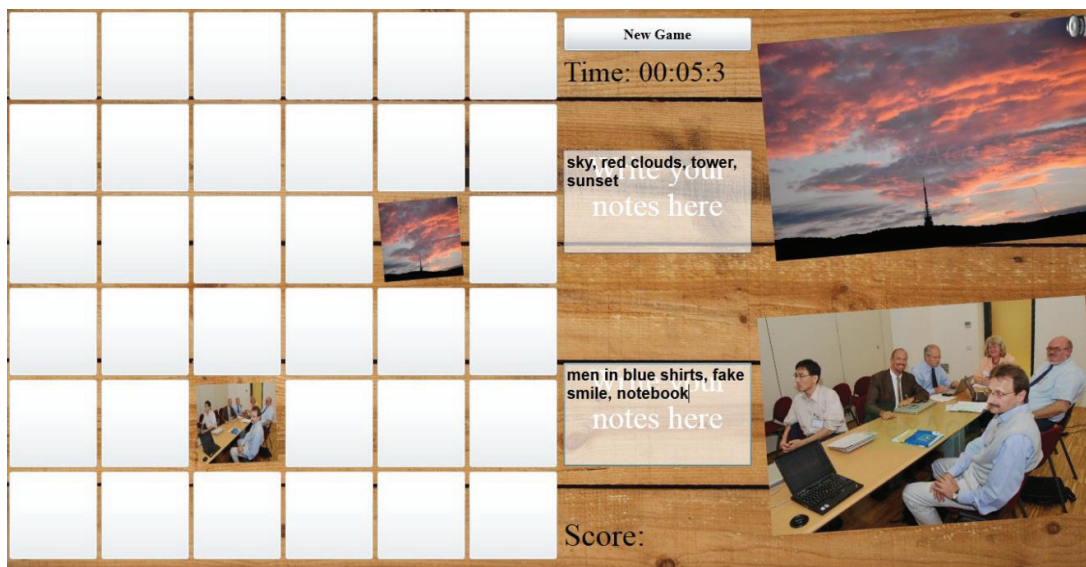 New Game
Time: 00:05:3
sky, red clouds, tower,
sunset
Write your
notes here
men in blue shirts, fake
smile, notebook
Write your
notes here
Score: